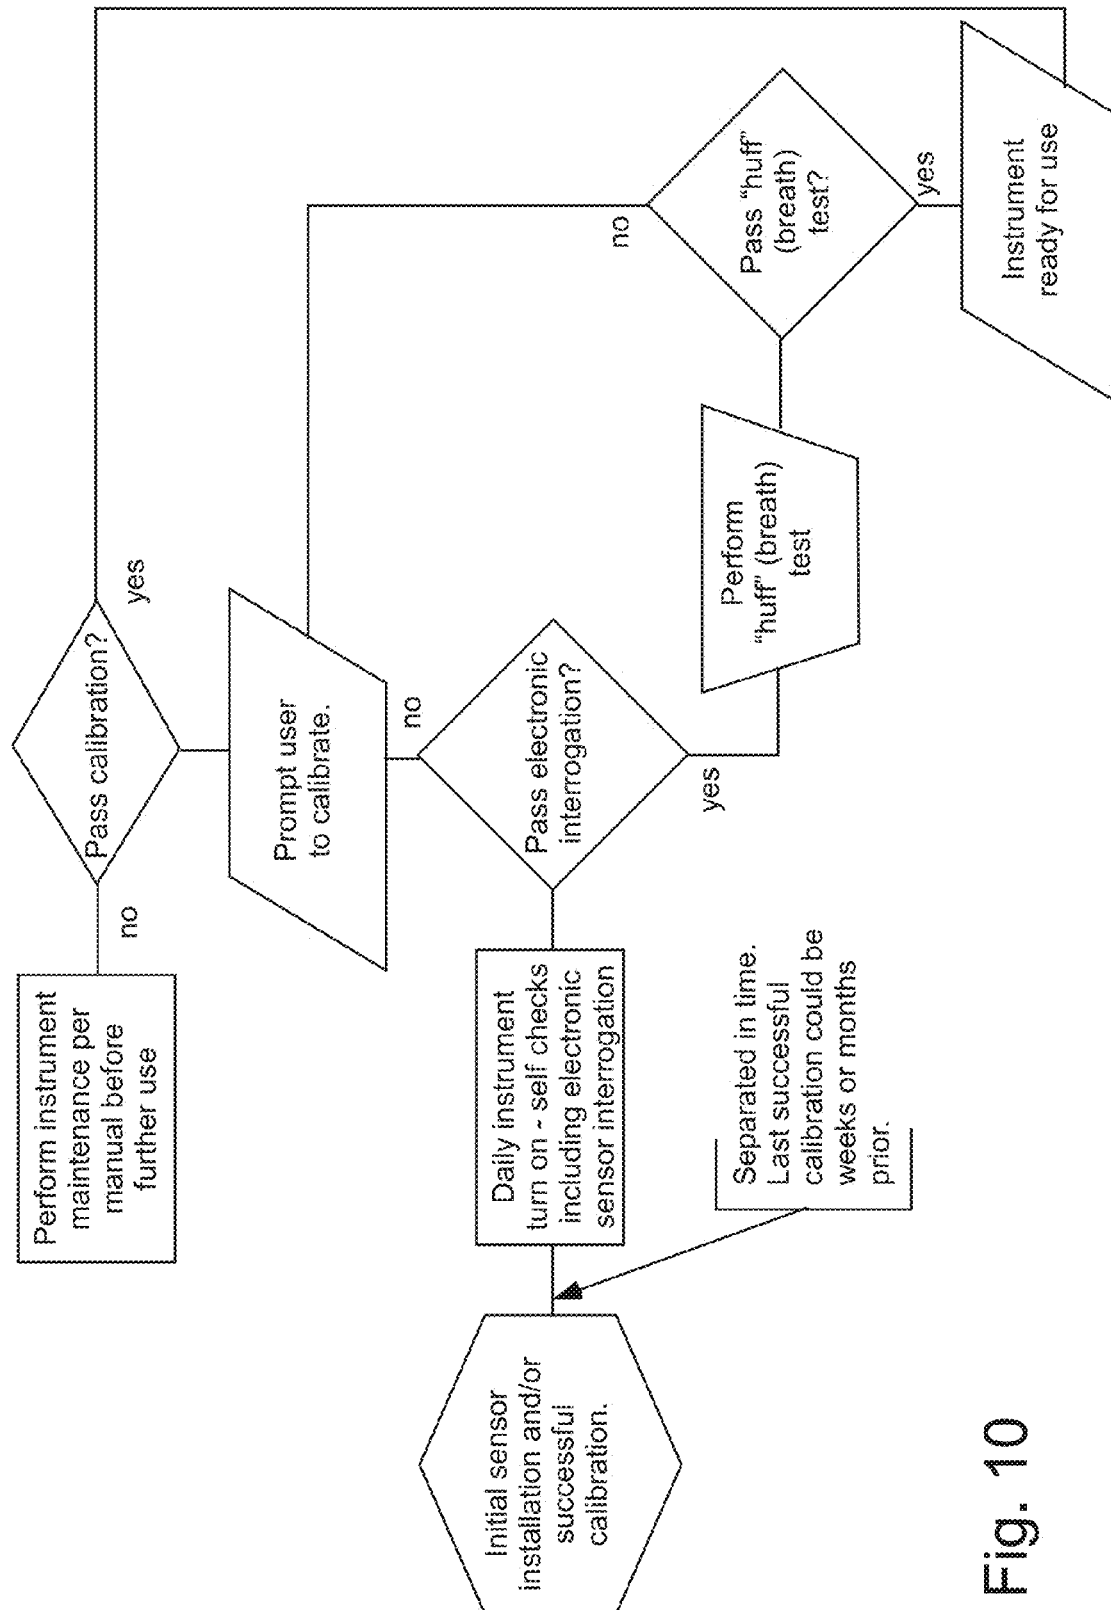 Perform instrument
maintenance per
manual before
further use
no
Pass calibration?
yes
Prompt user
to calibrate.
no
Initial sensor
installation and/or
successful
calibration.
Daily instrument
turn on - self checks
including electronic
sensor interrogation
Pass electronic
interrogation?
yes
Separated in time.
Last successful
calibration could be
weeks or months
prior.
Perform
“huff” (breath)
test
no
Pass “huff”
(breath)
test?
yes
Instrument
ready for use
Fig. 10